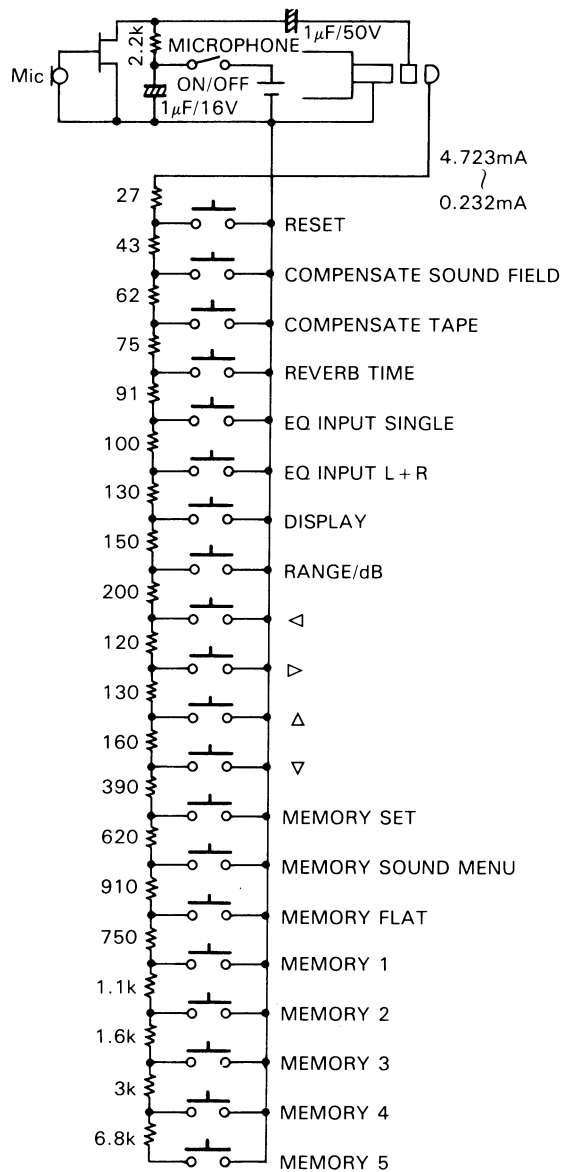 1μF/50V
2.2k
MICROPHONE
Mic
ON/OFF
1μF/16V
4.723mA
~
0.232mA
27
RESET
43
COMPENSATE SOUND FIELD
62
COMPENSATE TAPE
75
REVERB TIME
91
EQ INPUT SINGLE
100
EQ INPUT L+R
130
DISPLAY
150
RANGE/dB
200
◁
120
▷
130
△
160
▽
390
MEMORY SET
620
MEMORY SOUND MENU
910
MEMORY FLAT
750
MEMORY 1
1.1k
MEMORY 2
1.6k
MEMORY 3
3k
MEMORY 4
6.8k
MEMORY 5